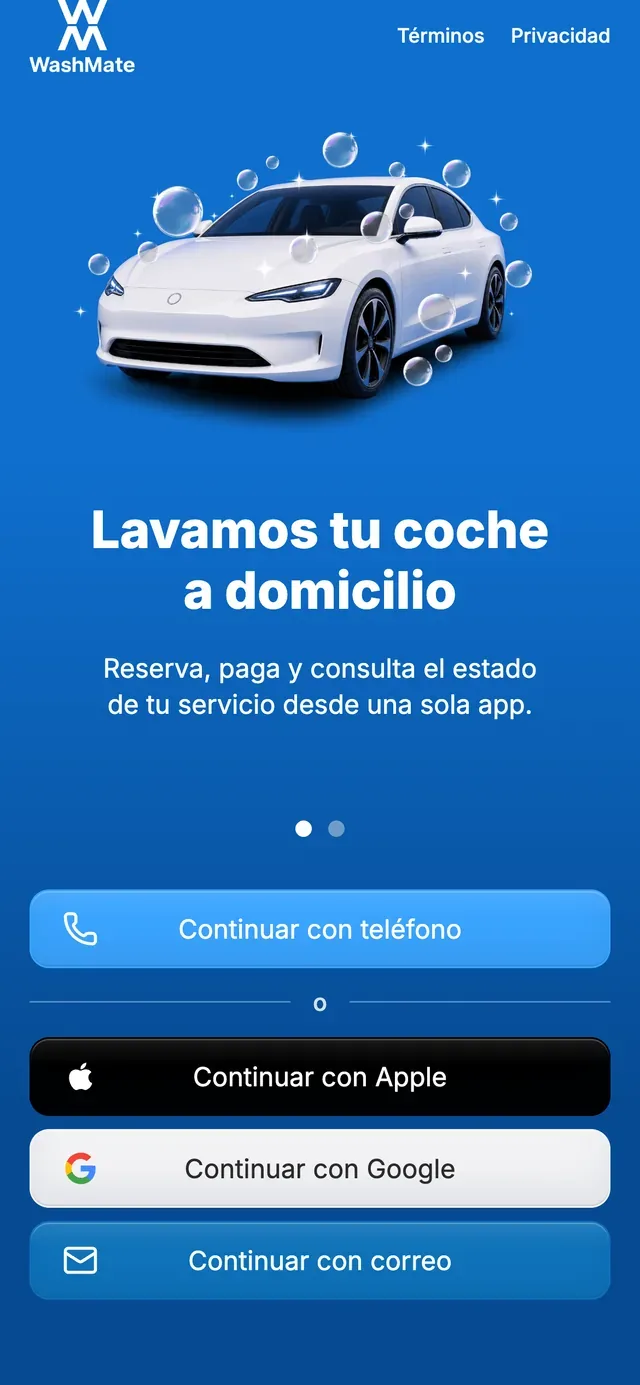 WM
WashMate
Términos
Privacidad
Lavamos tu coche
a domicilio
Reserva, paga y consulta el estado
de tu servicio desde una sola app.
Continuar con teléfono
o
Continuar con Apple
Continuar con Google
Continuar con correo